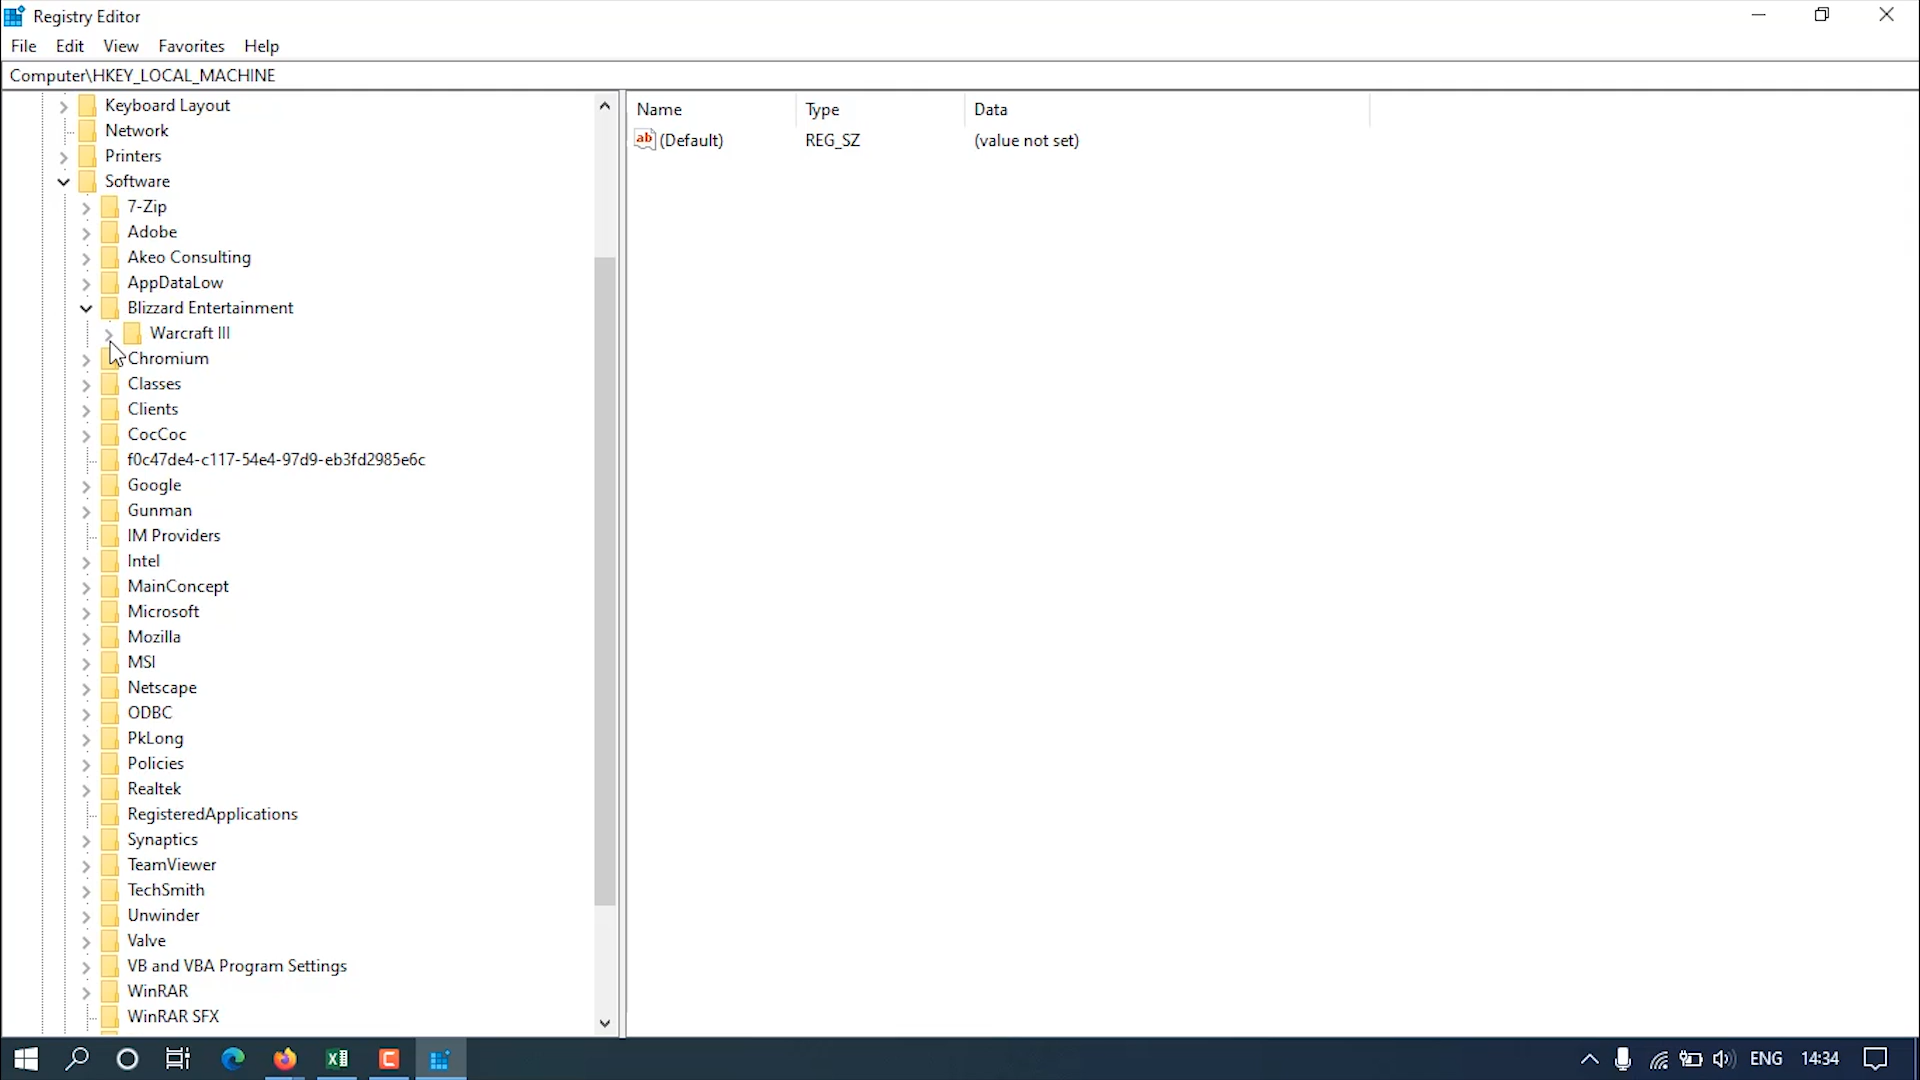 Registry Editor
File Edit View Favorites Help
Computer\HKEY_LOCAL_MACHINE
Name Type Data
ab (Default) REG_SZ (value not set)
Keyboard Layout
Network
Printers
Software
7-Zip
Adobe
Akeo Consulting
AppDataLow
Blizzard Entertainment
Warcraft III
Chromium
Classes
Clients
CocCoc
f0c47de4-c117-54e4-97d9-eb3fd2985e6c
Google
Gunman
IM Providers
Intel
MainConcept
Microsoft
Mozilla
MSI
Netscape
ODBC
PkLong
Policies
Realtek
RegisteredApplications
Synaptics
TeamViewer
TechSmith
Unwinder
Valve
VB and VBA Program Settings
WinRAR
WinRAR SFX
ENG 14:34